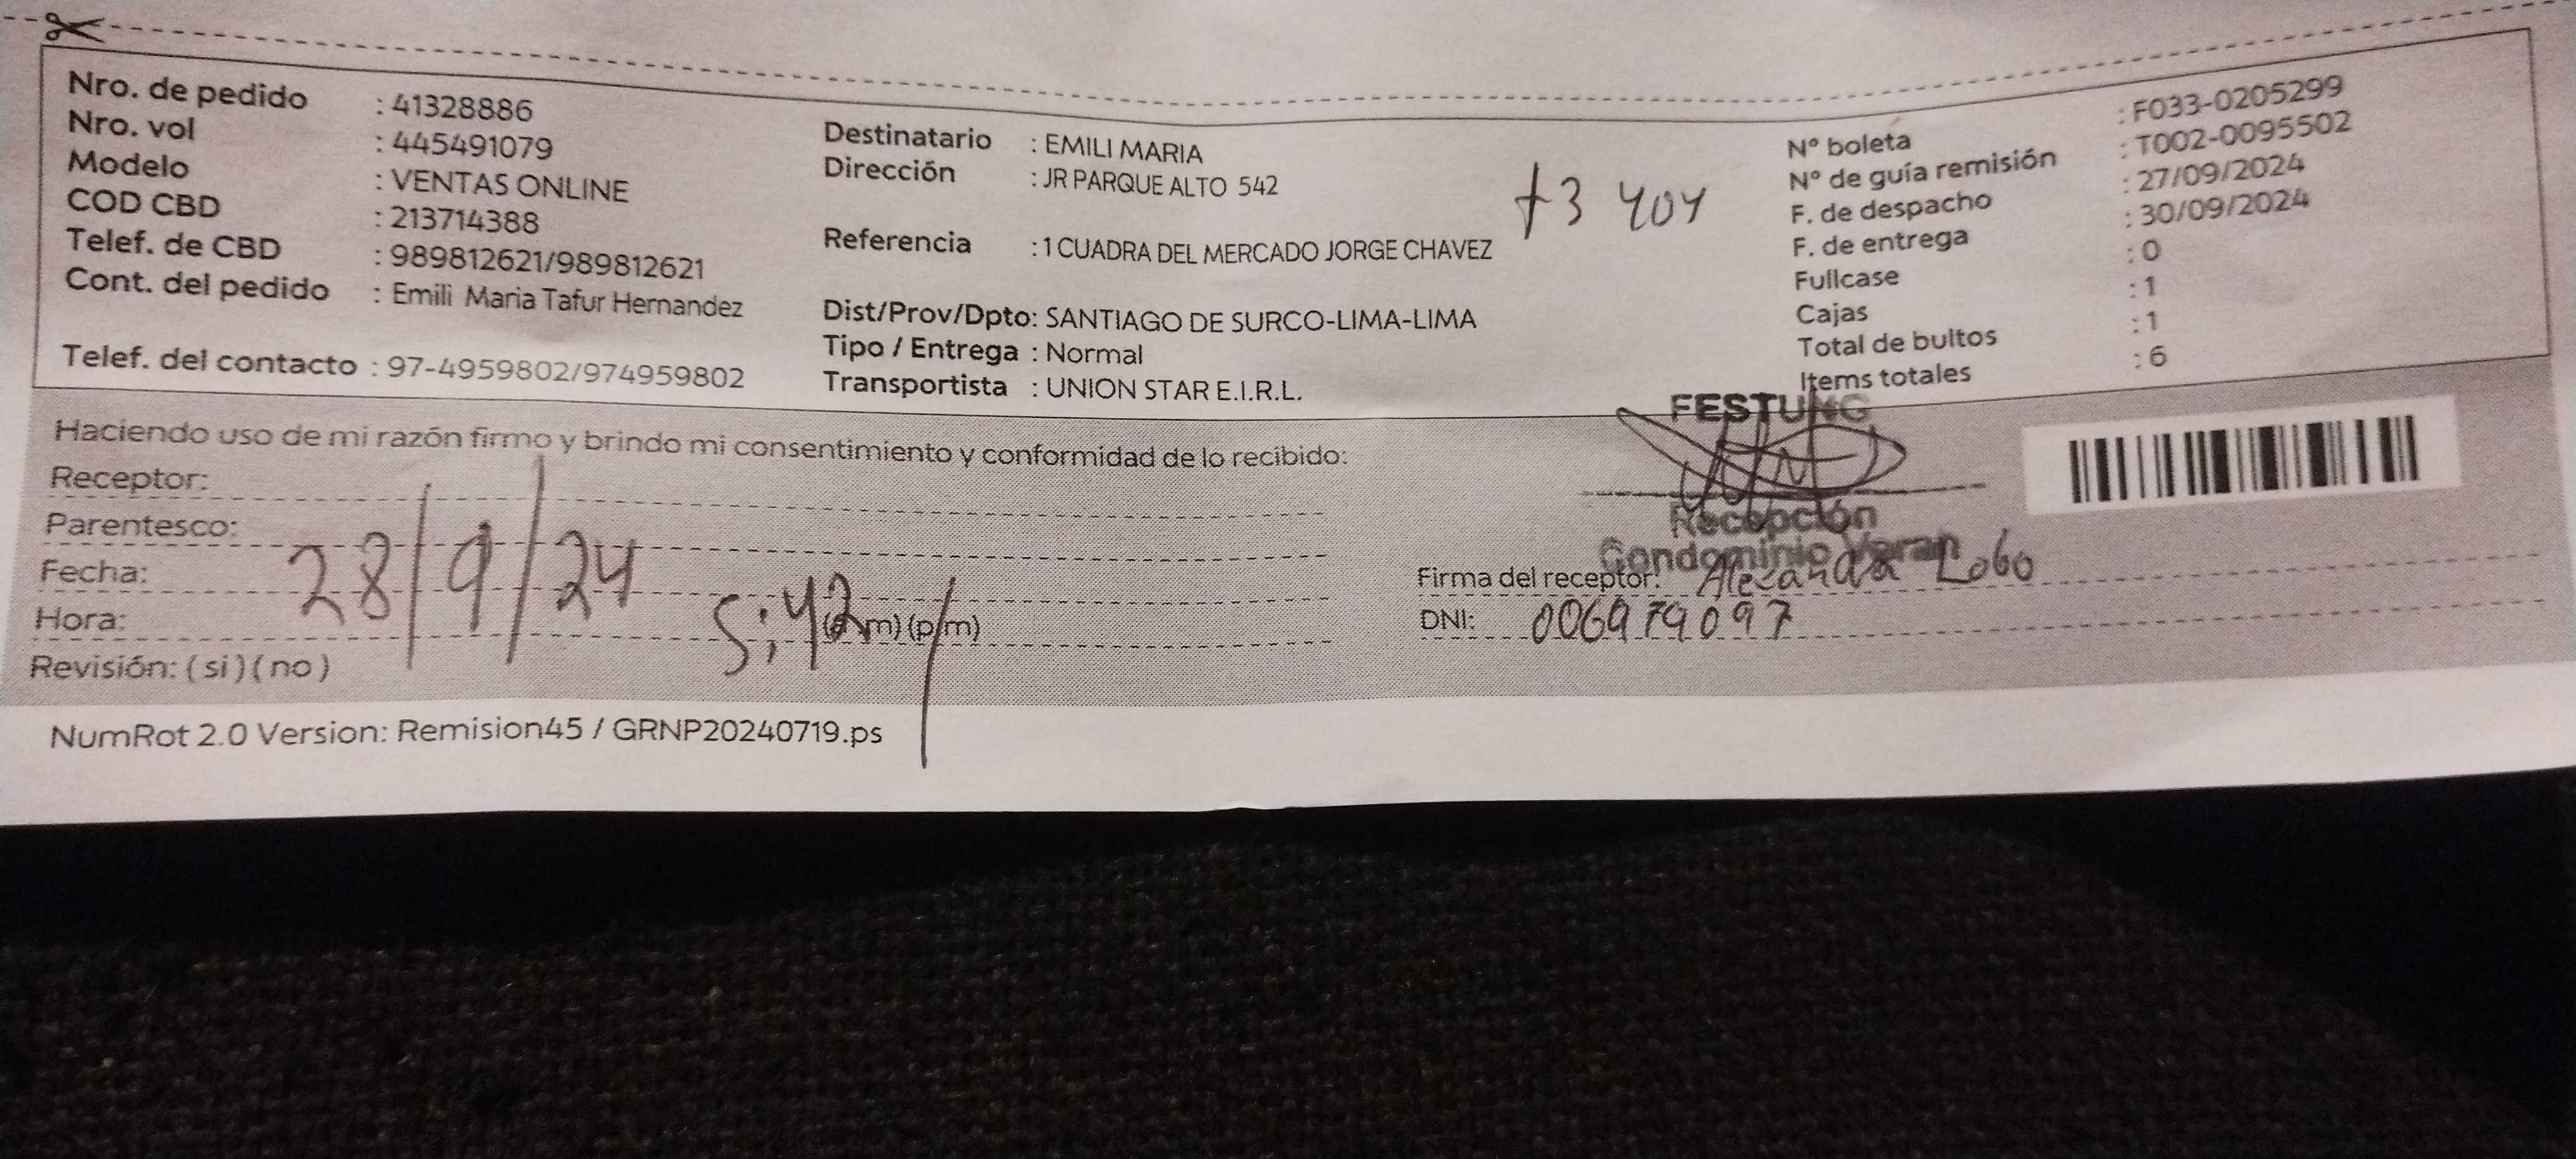 Nro. de pedido : 41328886
Nro. vol : 445491079
Modelo : VENTAS ONLINE
COD CBD : 213714388
Telef. de CBD : 989812621/989812621
Cont. del pedido : Emili Maria Tafur Hernandez
Telef. del contacto : 97-4959802/974959802
Destinatario : EMILI MARIA
Dirección : JR PARQUE ALTO 542
Referencia : 1 CUADRA DEL MERCADO JORGE CHAVEZ
Dist/Prov/Dpto: SANTIAGO DE SURCO-LIMA-LIMA
Tipo / Entrega : Normal
Transportista : UNION STAR E.I.R.L.
t3 404
N° boleta : F033-0205299
N° de guía remisión : T002-0095502
F. de despacho : 27/09/2024
F. de entrega : 30/09/2024
Fullcase : 0
Cajas : 1
Total de bultos : 1
Items totales : 6
Haciendo uso de mi razón firmo y brindo mi consentimiento y conformidad de lo recibido:
Receptor:
Parentesco:
Fecha: 28/9/24
Hora: 5:42 (a/m) (p/m)
Revisión: (si) (no)
FESTUNG
Recepción
Condominio Veran
Firma del receptor: Alexandra Lobo
DNI: 006979097
NumRot 2.0 Version: Remision45 / GRNP20240719.ps